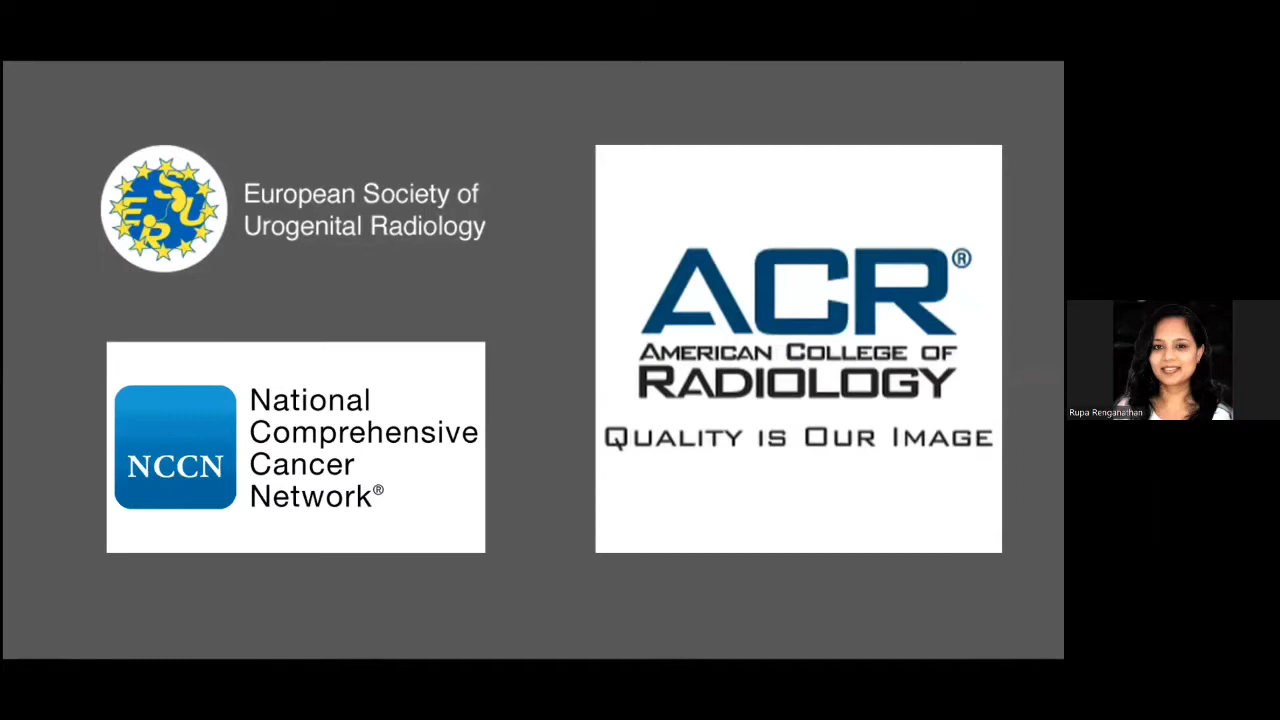 ESUR
European Society of
Urogenital Radiology
NCCN
National
Comprehensive
Cancer
Network®
ACR®
AMERICAN COLLEGE OF
RADIOLOGY
QUALITY IS OUR IMAGE
Rupa Renganathan